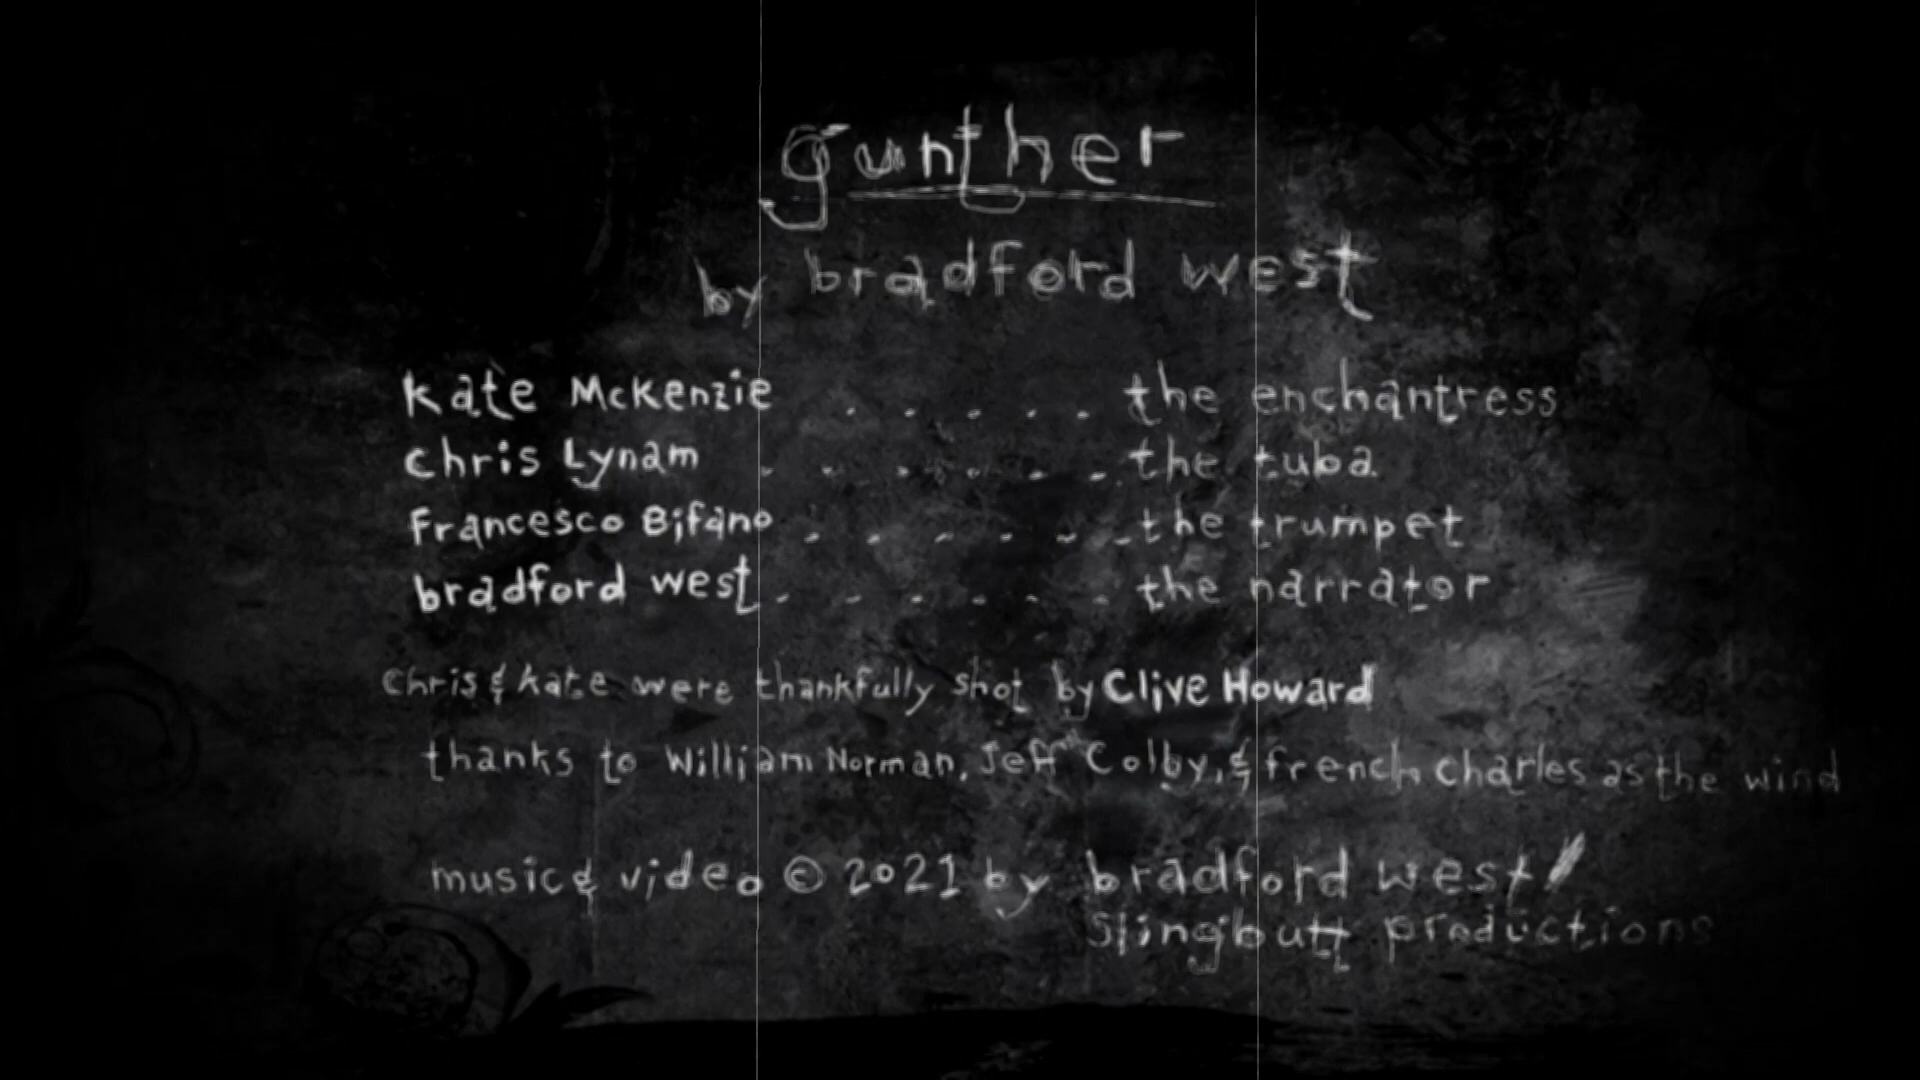 gunther
by bradford west
kate McKenzie . . . . . the enchantress
chris Lynam . . . . . . the tuba
Francesco Bifano . . . . . . the trumpet
bradford west . . . . . . the narrator
Chris & kate were thankfully shot by Clive Howard
thanks to William Norman, Jeff Colby, & french charles as the wind
music & video © 2021 by bradford west/
Slingbutt productions